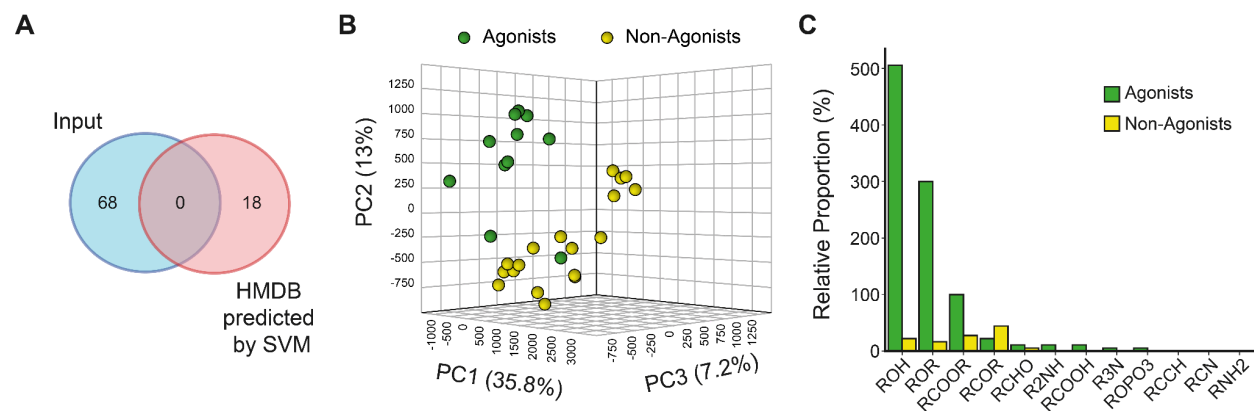 A
Input
68
0
18
HMDB
predicted
by SVM
B
Agonists
Non-Agonists
PC2 (13%)
1250
1000
750
500
250
0
-250
-500
-750
-1000
-500
0
500
1000
1500
2000
2500
3000
PC1 (35.8%)
-750
-500
-250
0
250
500
750
1000
1250
PC3 (7.2%)
C
Relative Proportion (%)
500
400
300
200
100
0
Agonists
Non-Agonists
ROH
ROR
RCOOR
RCOR
RCHO
R2NH
RCOOH
R3N
ROPO3
RCCH
RCN
RNH2